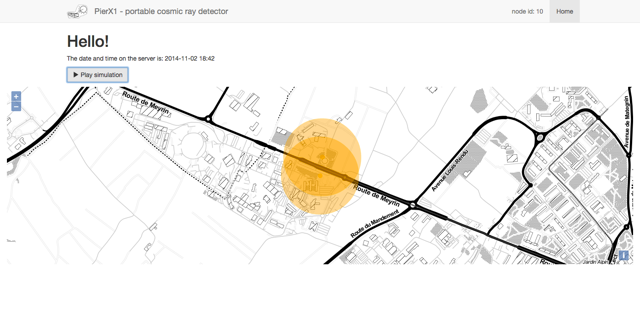 PierX1 - portable cosmic ray detector
node id: 10
Home
Hello!
The date and time on the server is: 2014-11-02 18:42
Play simulation
+
−
Route de Meyrin
Route de Meyrin
Avenue Louis Rendu
Route du Mandement
Avenue de Mategnin
i